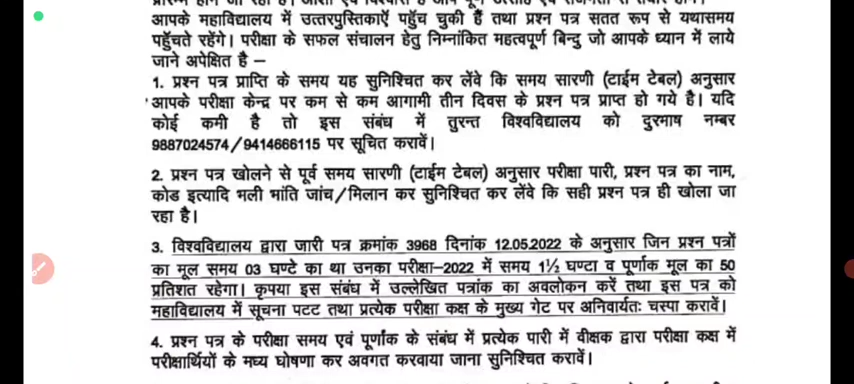 आपके महाविद्यालय में उत्तरपुस्तिकाऐं पहुँच चुकी हैं तथा प्रश्न पत्र सतत रूप से यथासमय
पहुँचते रहेंगे। परीक्षा के सफल संचालन हेतु निम्नांकित महत्वपूर्ण बिन्दु जो आपके ध्यान में लाये
जाने अपेक्षित है –
1. प्रश्न पत्र प्राप्ति के समय यह सुनिश्चित कर लेंवे कि समय सारणी (टाईम टेबल) अनुसार
आपके परीक्षा केन्द्र पर कम से कम आगामी तीन दिवस के प्रश्न पत्र प्राप्त हो गये है। यदि
कोई कमी है तो इस संबंध में तुरन्त विश्वविद्यालय को दुरमाष नम्बर
9887024574/9414666115 पर सूचित करावें।
2. प्रश्न पत्र खोलने से पूर्व समय सारणी (टाईम टेबल) अनुसार परीक्षा पारी, प्रश्न पत्र का नाम,
कोड इत्यादि भली भांति जांच/मिलान कर सुनिश्चित कर लेंवे कि सही प्रश्न पत्र ही खोला जा
रहा है।
3. विश्वविद्यालय द्वारा जारी पत्र क्रमांक 3968 दिनांक 12.05.2022 के अनुसार जिन प्रश्न पत्रों
का मूल समय 03 घण्टे का था उनका परीक्षा–2022 में समय 1½ घण्टा व पूर्णांक मूल का 50
प्रतिशत रहेगा। कृपया इस संबंध में उल्लेखित पत्रांक का अवलोकन करें तथा इस पत्र को
महाविद्यालय में सूचना पटट तथा प्रत्येक परीक्षा कक्ष के मुख्य गेट पर अनिवार्यतः चस्पा करावें।
4. प्रश्न पत्र के परीक्षा समय एवं पूर्णांक के संबंध में प्रत्येक पारी में वीक्षक द्वारा परीक्षा कक्ष में
परीक्षार्थियों के मध्य घोषणा कर अवगत करवाया जाना सुनिश्चित करावें।